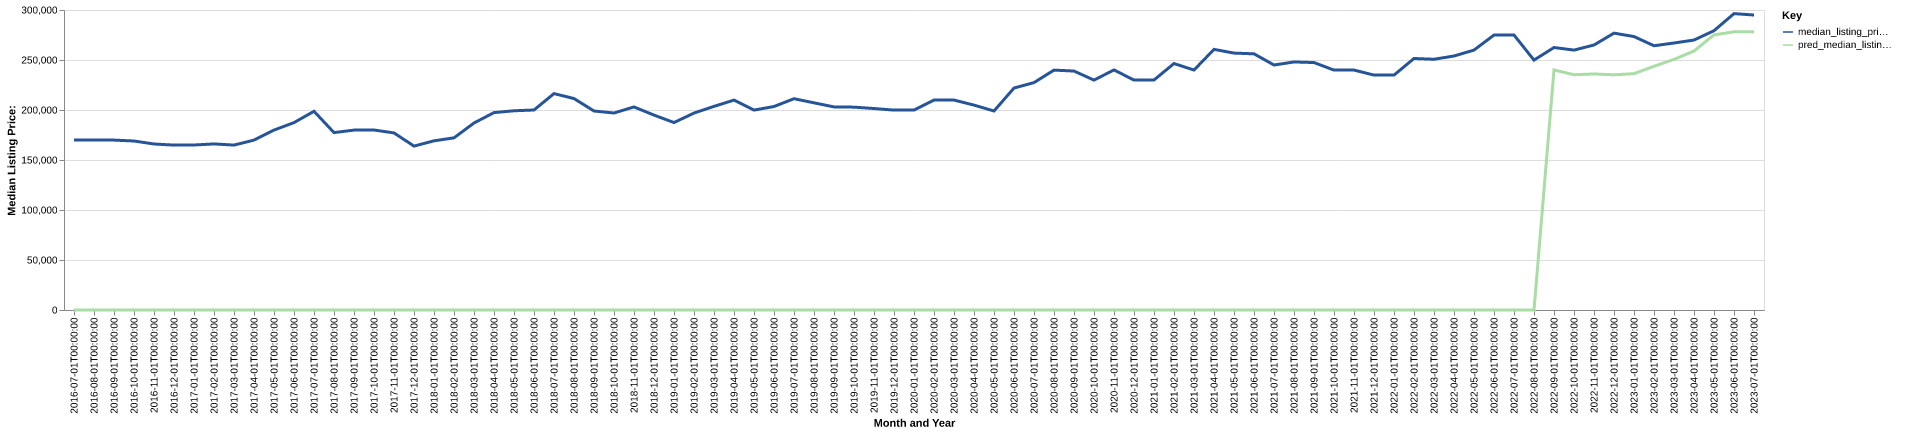 300,000
250,000
200,000
150,000
100,000
50,000
0
Median Listing Price:
2016-07-01T00:00:00
2016-08-01T00:00:00
2016-09-01T00:00:00
2016-10-01T00:00:00
2016-11-01T00:00:00
2016-12-01T00:00:00
2017-01-01T00:00:00
2017-02-01T00:00:00
2017-03-01T00:00:00
2017-04-01T00:00:00
2017-05-01T00:00:00
2017-06-01T00:00:00
2017-07-01T00:00:00
2017-08-01T00:00:00
2017-09-01T00:00:00
2017-10-01T00:00:00
2017-11-01T00:00:00
2017-12-01T00:00:00
2018-01-01T00:00:00
2018-02-01T00:00:00
2018-03-01T00:00:00
2018-04-01T00:00:00
2018-05-01T00:00:00
2018-06-01T00:00:00
2018-07-01T00:00:00
2018-08-01T00:00:00
2018-09-01T00:00:00
2018-10-01T00:00:00
2018-11-01T00:00:00
2018-12-01T00:00:00
2019-01-01T00:00:00
2019-02-01T00:00:00
2019-03-01T00:00:00
2019-04-01T00:00:00
2019-05-01T00:00:00
2019-06-01T00:00:00
2019-07-01T00:00:00
2019-08-01T00:00:00
2019-09-01T00:00:00
2019-10-01T00:00:00
2019-11-01T00:00:00
2019-12-01T00:00:00
2020-01-01T00:00:00
2020-02-01T00:00:00
2020-03-01T00:00:00
2020-04-01T00:00:00
2020-05-01T00:00:00
2020-06-01T00:00:00
2020-07-01T00:00:00
2020-08-01T00:00:00
2020-09-01T00:00:00
2020-10-01T00:00:00
2020-11-01T00:00:00
2020-12-01T00:00:00
2021-01-01T00:00:00
2021-02-01T00:00:00
2021-03-01T00:00:00
2021-04-01T00:00:00
2021-05-01T00:00:00
2021-06-01T00:00:00
2021-07-01T00:00:00
2021-08-01T00:00:00
2021-09-01T00:00:00
2021-10-01T00:00:00
2021-11-01T00:00:00
2021-12-01T00:00:00
2022-01-01T00:00:00
2022-02-01T00:00:00
2022-03-01T00:00:00
2022-04-01T00:00:00
2022-05-01T00:00:00
2022-06-01T00:00:00
2022-07-01T00:00:00
2022-08-01T00:00:00
2022-09-01T00:00:00
2022-10-01T00:00:00
2022-11-01T00:00:00
2022-12-01T00:00:00
2023-01-01T00:00:00
2023-02-01T00:00:00
2023-03-01T00:00:00
2023-04-01T00:00:00
2023-05-01T00:00:00
2023-06-01T00:00:00
2023-07-01T00:00:00
Month and Year
Key
median_listing_pri…
pred_median_listin…